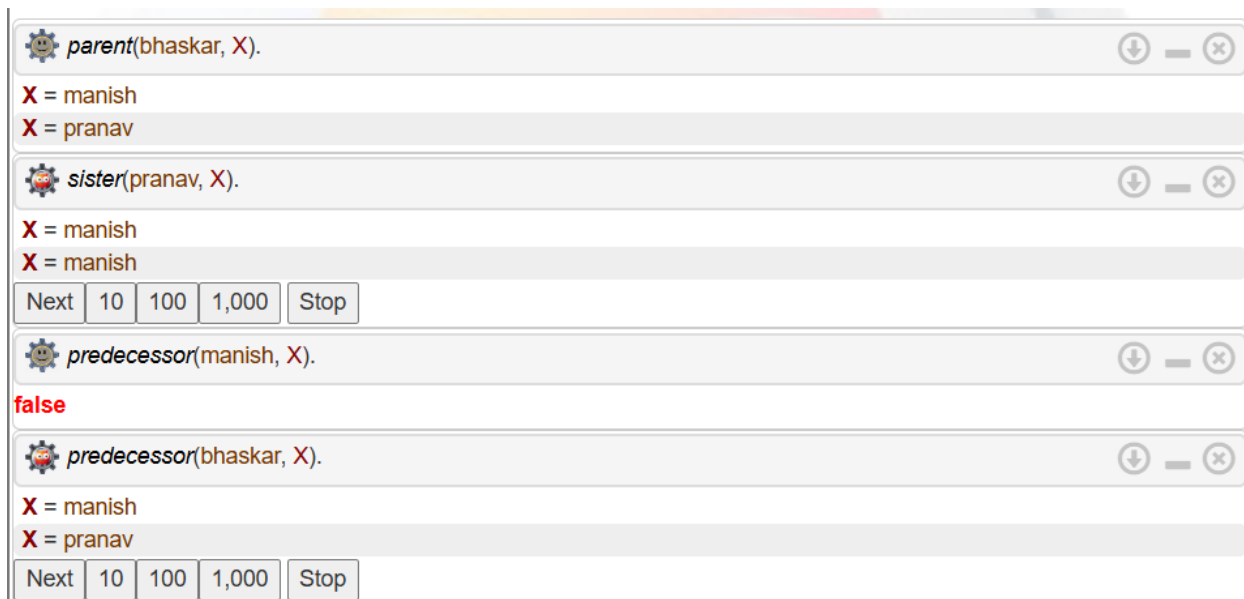 parent(bhaskar, X).
X = manish
X = pranav
sister(pranav, X).
X = manish
X = manish
Next 10 100 1,000 Stop
predecessor(manish, X).
false
predecessor(bhaskar, X).
X = manish
X = pranav
Next 10 100 1,000 Stop